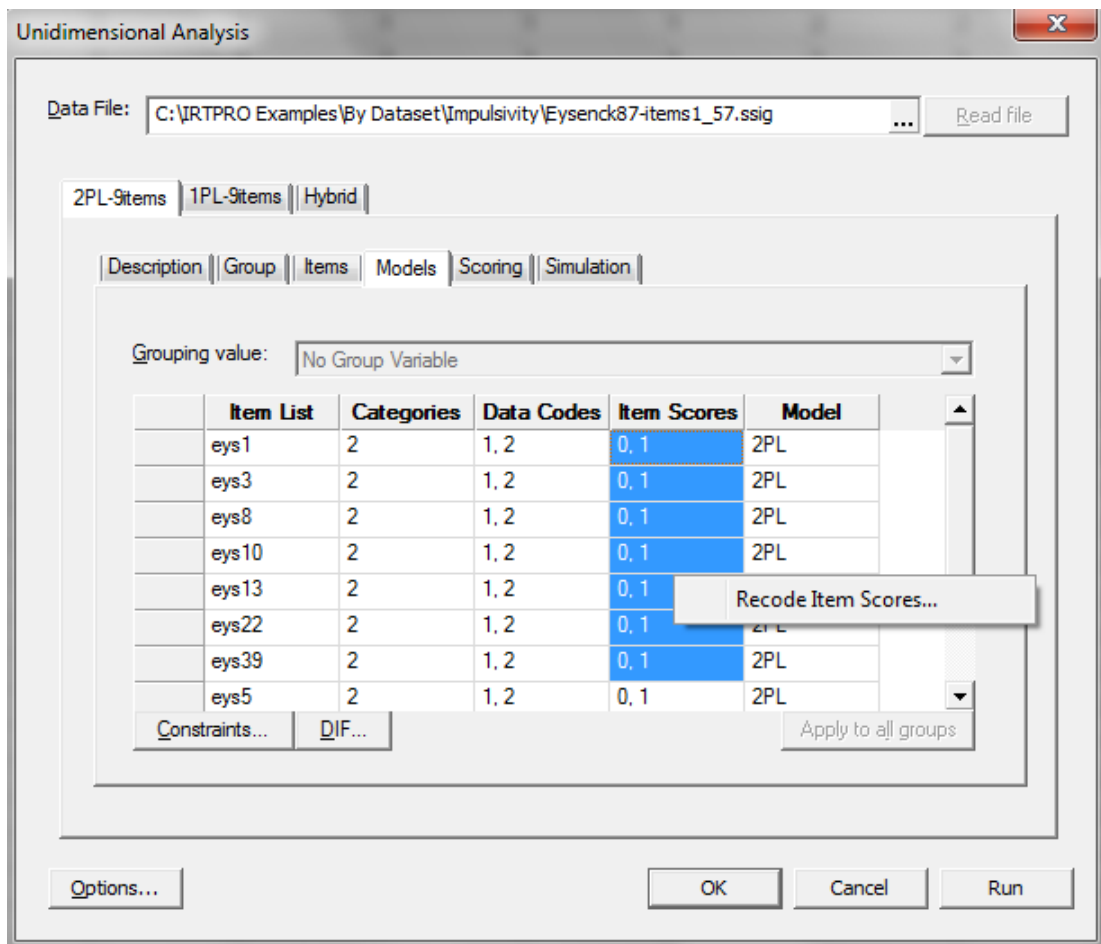 Unidimensional Analysis
Data File: C:\IRTPRO Examples\By Dataset\Impulsivity\Eysenck87-items1_57.ssig ... Read file
2PL-9items 1PL-9items Hybrid
Description Group Items Models Scoring Simulation
Grouping value: No Group Variable
Item List Categories Data Codes Item Scores Model
eys1 2 1, 2 0, 1 2PL
eys3 2 1, 2 0, 1 2PL
eys8 2 1, 2 0, 1 2PL
eys10 2 1, 2 0, 1 2PL
eys13 2 1, 2 0, 1
Recode Item Scores...
eys22 2 1, 2 0, 1 2PL
eys39 2 1, 2 0, 1 2PL
eys5 2 1, 2 0, 1 2PL
Constraints... DIF... Apply to all groups
Options... OK Cancel Run